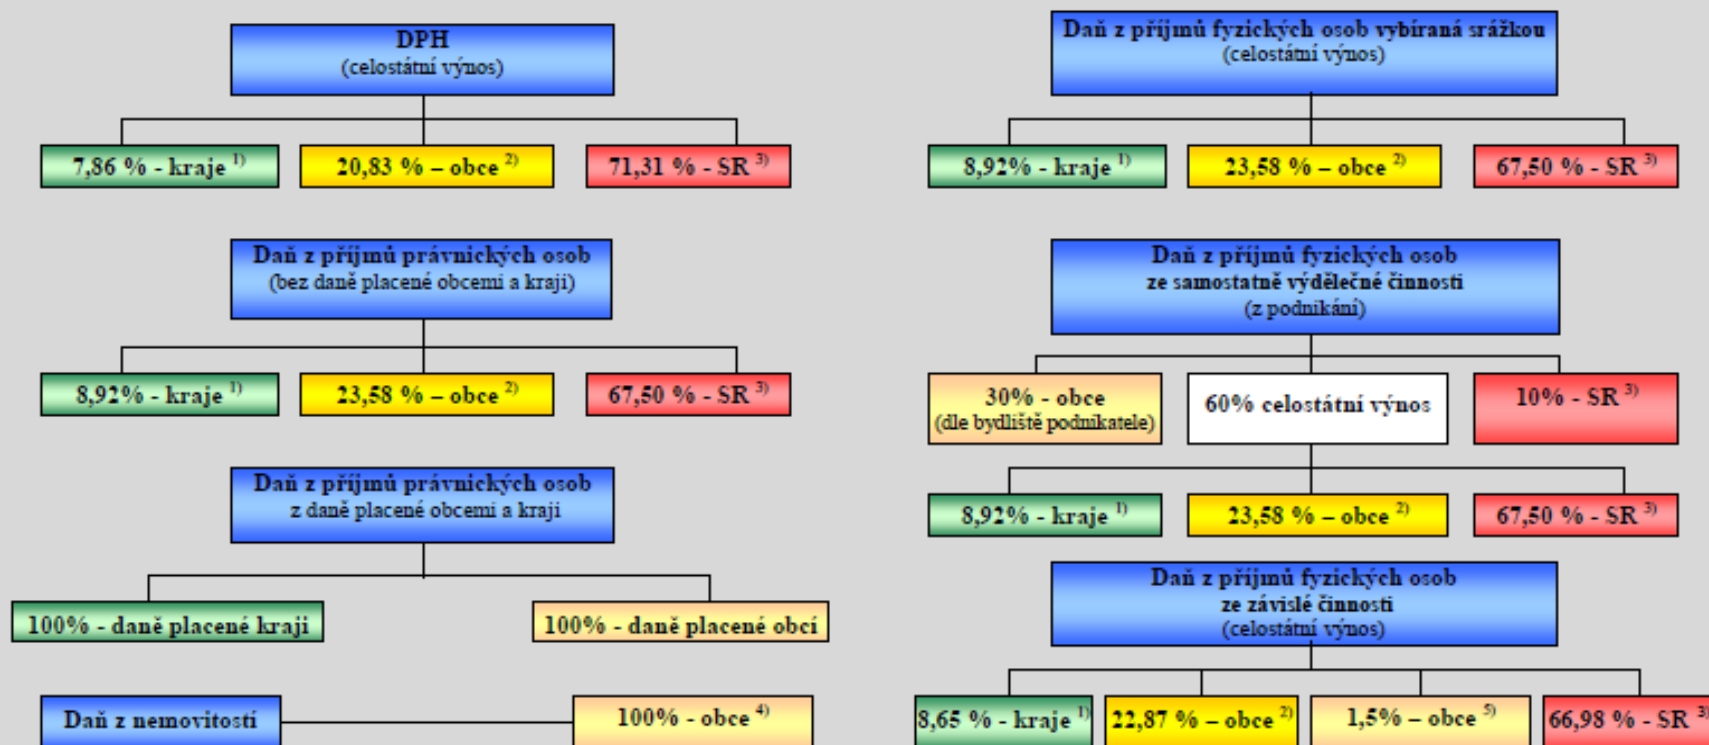 DPH
(celostátní výnos)
7,86 % - kraje 1)
20,83 % – obce 2)
71,31 % - SR 3)
Daň z příjmů právnických osob
(bez daně placené obcemi a kraji)
8,92% - kraje 1)
23,58 % – obce 2)
67,50 % - SR 3)
Daň z příjmů právnických osob
z daně placené obcemi a kraji
100% - daně placené kraji
100% - daně placené obcí
Daň z nemovitostí
100% - obce 4)
Daň z příjmů fyzických osob vybíraná srážkou
(celostátní výnos)
8,92% - kraje 1)
23,58 % – obce 2)
67,50 % - SR 3)
Daň z příjmů fyzických osob
ze samostatně výdělečné činnosti
(z podnikání)
30% - obce
(dle bydliště podnikatele)
60% celostátní výnos
10% - SR 3)
8,92% - kraje 1)
23,58 % – obce 2)
67,50 % - SR 3)
Daň z příjmů fyzických osob
ze závislé činnosti
(celostátní výnos)
8,65 % - kraje 1)
22,87 % – obce 2)
1,5% – obce 5)
66,98 % - SR 3)